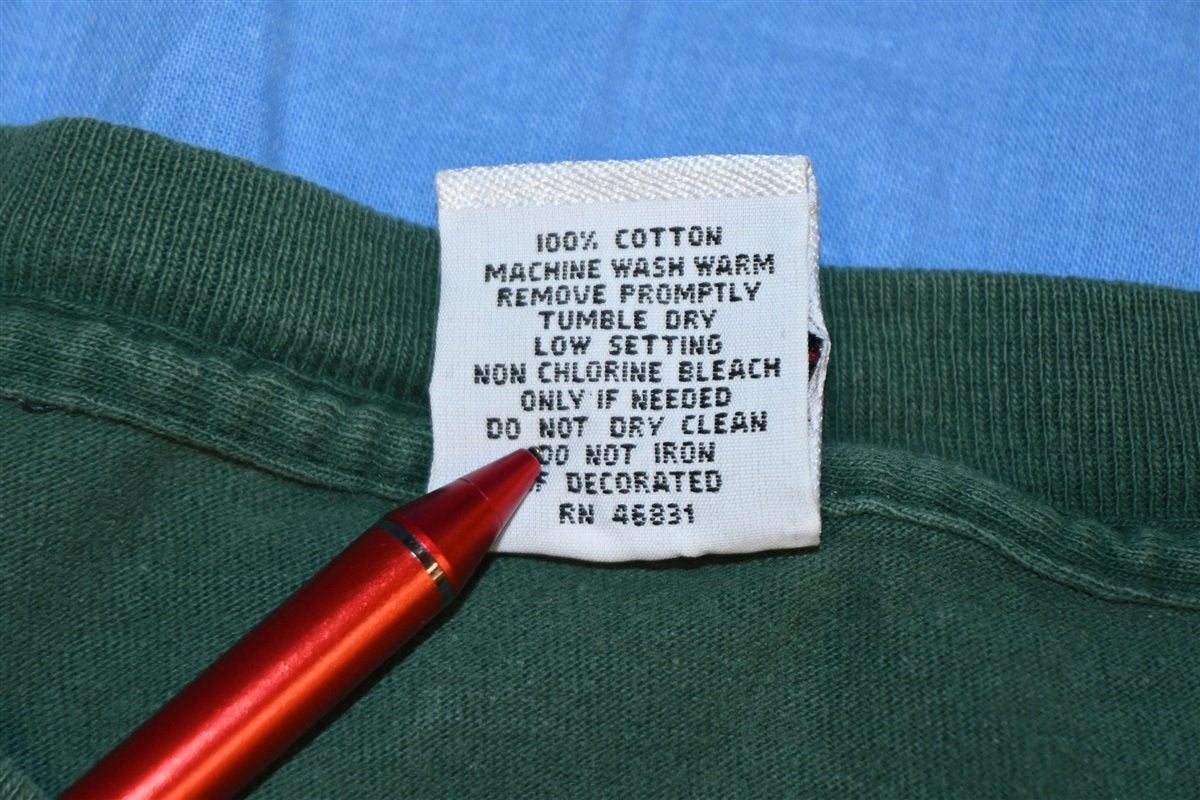 100% COTTON
MACHINE WASH WARM
REMOVE PROMPTLY
TUMBLE DRY
LOW SETTING
NON CHLORINE BLEACH
ONLY IF NEEDED
DO NOT DRY CLEAN
DO NOT IRON
DECORATED
RN 46831